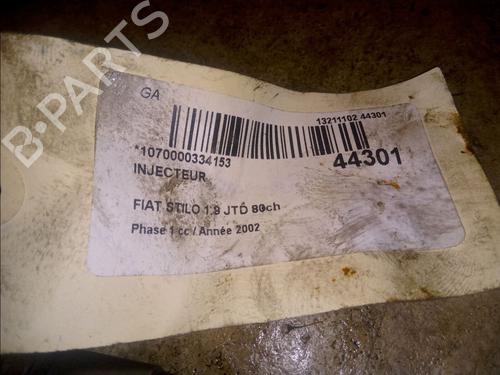 B-PARTS
GA
13211102 44301
*1070000334153
44301
INJECTEUR
FIAT STILO 1.9 JTD 80ch
Phase 1 cc / Année 2002